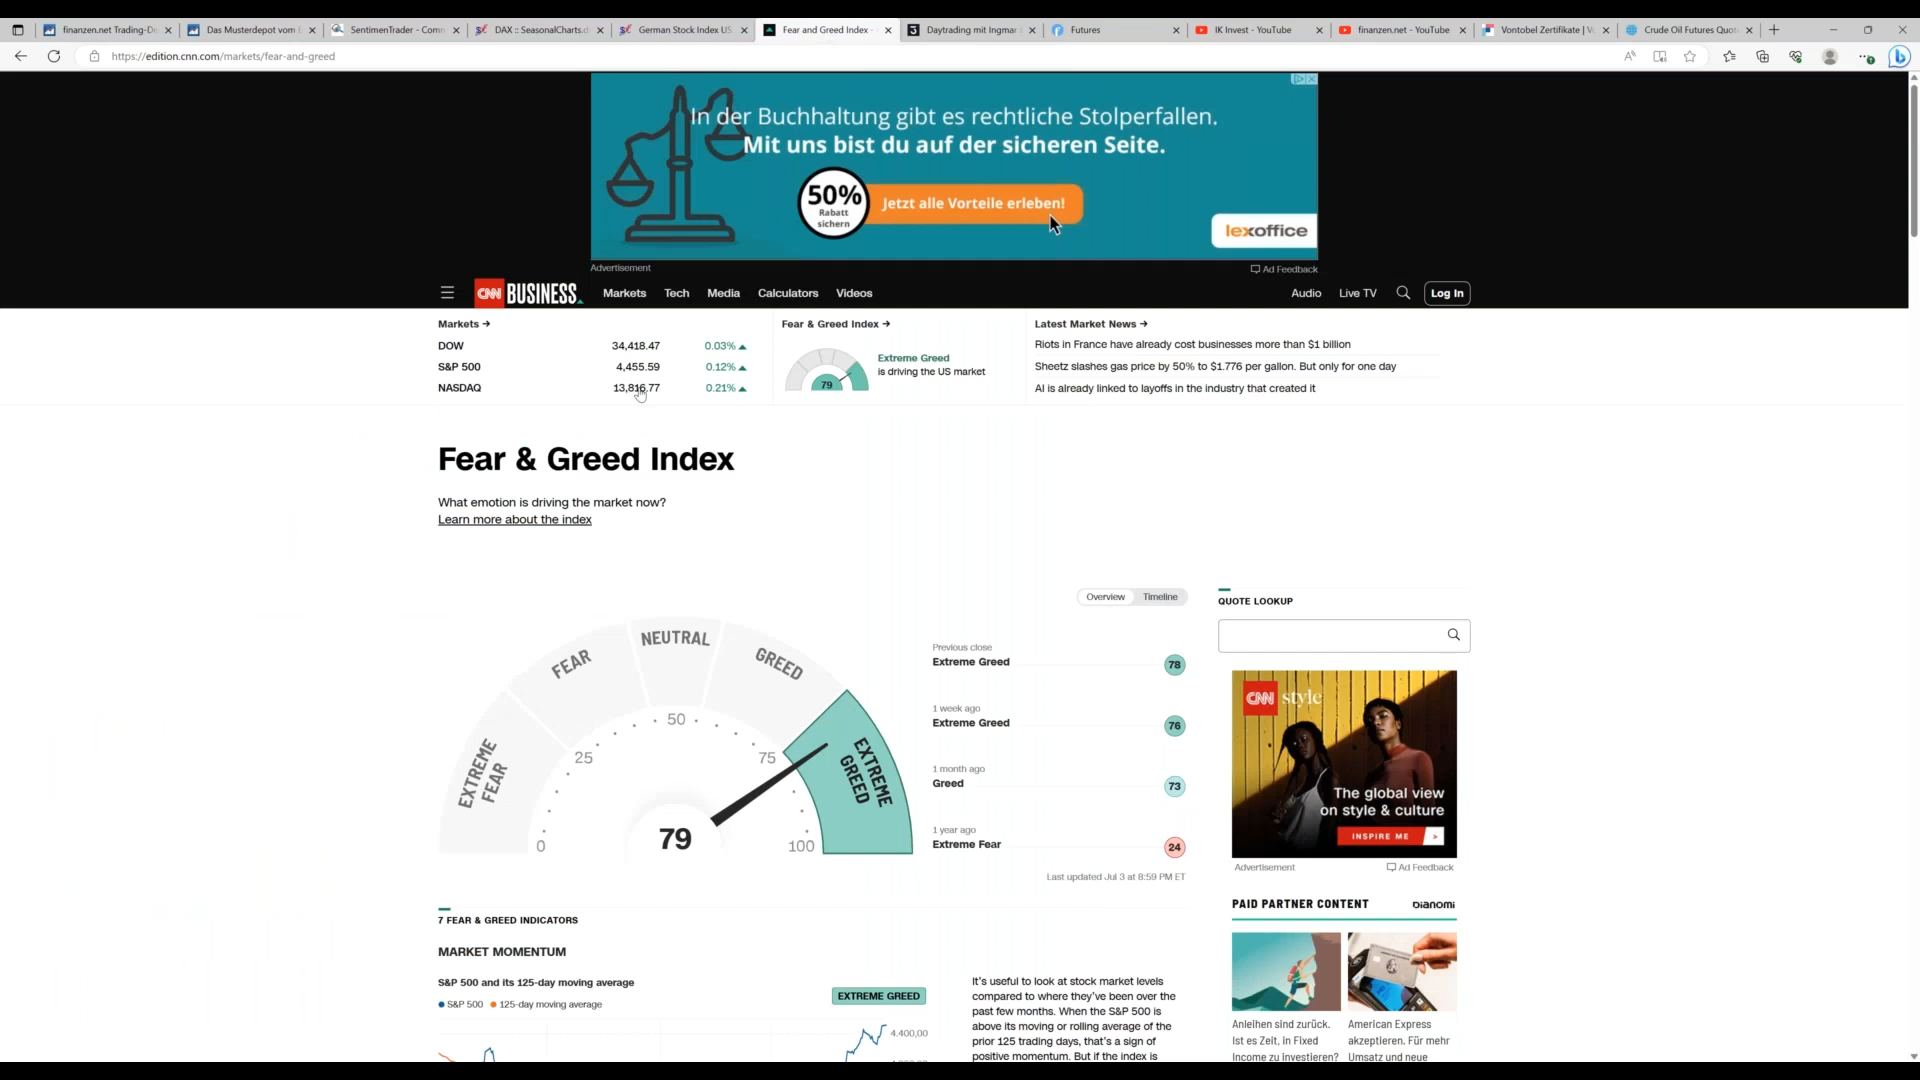 finanzen.net Trading-De
Das Musterdepot vom E
SentimenTrader - Comm
DAX :: SeasonalCharts.d
German Stock Index US
Fear and Greed Index -
Daytrading mit Ingmar
Futures
IK Invest - YouTube
finanzen.net - YouTube
Vontobel Zertifikate | V
Crude Oil Futures Quot
https://edition.cnn.com/markets/fear-and-greed
In der Buchhaltung gibt es rechtliche Stolperfallen.
Mit uns bist du auf der sicheren Seite.
50%
Rabatt
sichern
Jetzt alle Vorteile erleben!
lexoffice
Advertisement
Ad Feedback
CNN BUSINESS
Markets
Tech
Media
Calculators
Videos
Audio
Live TV
Log In
Markets →
DOW 34,418.47 0.03%
S&P 500 4,455.59 0.12%
NASDAQ 13,816.77 0.21%
Fear & Greed Index →
79
Extreme Greed
is driving the US market
Latest Market News →
Riots in France have already cost businesses more than $1 billion
Sheetz slashes gas price by 50% to $1.776 per gallon. But only for one day
AI is already linked to layoffs in the industry that created it
Fear & Greed Index
What emotion is driving the market now?
Learn more about the index
Overview
Timeline
EXTREME
FEAR
FEAR
NEUTRAL
GREED
EXTREME
GREED
0
25
50
75
100
79
Previous close
Extreme Greed 78
1 week ago
Extreme Greed 76
1 month ago
Greed 73
1 year ago
Extreme Fear 24
Last updated Jul 3 at 8:59 PM ET
QUOTE LOOKUP
CNN style
The global view
on style & culture
INSPIRE ME >
Advertisement
Ad Feedback
PAID PARTNER CONTENT
bianomi
Anleihen sind zurück.
Ist es Zeit, in Fixed
Income zu investieren?
American Express
akzeptieren. Für mehr
Umsatz und neue
7 FEAR & GREED INDICATORS
MARKET MOMENTUM
S&P 500 and its 125-day moving average
S&P 500
125-day moving average
EXTREME GREED
4.400,00
It's useful to look at stock market levels
compared to where they've been over the
past few months. When the S&P 500 is
above its moving or rolling average of the
prior 125 trading days, that's a sign of
positive momentum. But if the index is